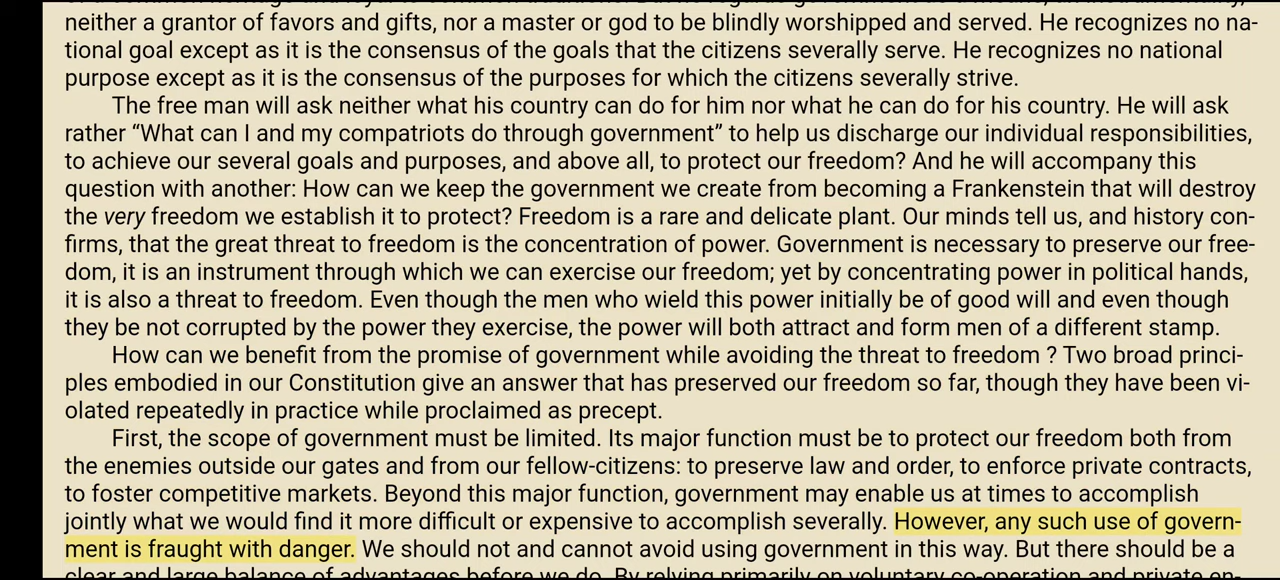 neither a grantor of favors and gifts, nor a master or god to be blindly worshipped and served. He recognizes no na-
tional goal except as it is the consensus of the goals that the citizens severally serve. He recognizes no national
purpose except as it is the consensus of the purposes for which the citizens severally strive.
The free man will ask neither what his country can do for him nor what he can do for his country. He will ask
rather “What can I and my compatriots do through government” to help us discharge our individual responsibilities,
to achieve our several goals and purposes, and above all, to protect our freedom? And he will accompany this
question with another: How can we keep the government we create from becoming a Frankenstein that will destroy
the very freedom we establish it to protect? Freedom is a rare and delicate plant. Our minds tell us, and history con-
firms, that the great threat to freedom is the concentration of power. Government is necessary to preserve our free-
dom, it is an instrument through which we can exercise our freedom; yet by concentrating power in political hands,
it is also a threat to freedom. Even though the men who wield this power initially be of good will and even though
they be not corrupted by the power they exercise, the power will both attract and form men of a different stamp.
How can we benefit from the promise of government while avoiding the threat to freedom ? Two broad princi-
ples embodied in our Constitution give an answer that has preserved our freedom so far, though they have been vi-
olated repeatedly in practice while proclaimed as precept.
First, the scope of government must be limited. Its major function must be to protect our freedom both from
the enemies outside our gates and from our fellow-citizens: to preserve law and order, to enforce private contracts,
to foster competitive markets. Beyond this major function, government may enable us at times to accomplish
jointly what we would find it more difficult or expensive to accomplish severally. However, any such use of govern-
ment is fraught with danger. We should not and cannot avoid using government in this way. But there should be a
clear and large balance of advantages before we do. By relying primarily on voluntary co-operation and private en-